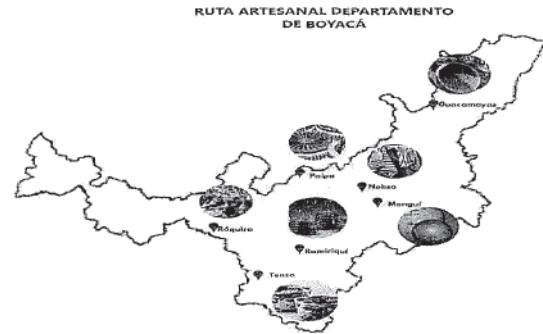 RUTA ARTESANAL DEPARTAMENTO
DE BOYACÁ
Guacamayas
Paipa
Nobsa
Monguí
Ráquira
Ramiriquí
Tenza